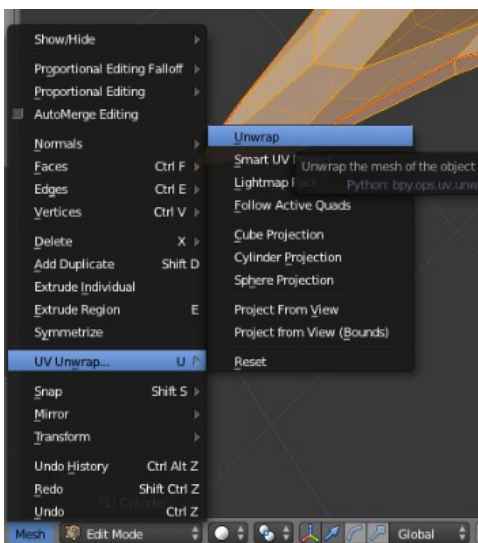 Show/Hide
Proportional Editing Falloff
Proportional Editing
AutoMerge Editing
Normals
Faces Ctrl F
Edges Ctrl E
Vertices Ctrl V
Delete X
Add Duplicate Shift D
Extrude Individual
Extrude Region E
Symmetrize
UV Unwrap... U
Snap Shift S
Mirror
Transform
Undo History Ctrl Alt Z
Redo Shift Ctrl Z
(1) Cylinder
Undo Ctrl Z
Mesh Edit Mode Global
Unwrap
Smart UV
Lightmap
Follow Active Quads
Cube Projection
Cylinder Projection
Sphere Projection
Project From View
Project from View (Bounds)
Reset
Unwrap the mesh of the object
Python: bpy.ops.uv.unw